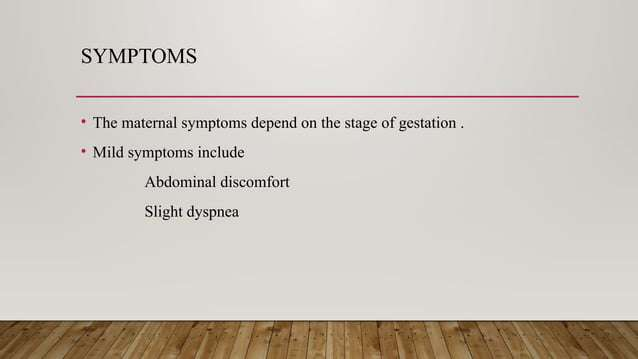 SYMPTOMS
• The maternal symptoms depend on the stage of gestation .
• Mild symptoms include
Abdominal discomfort
Slight dyspnea